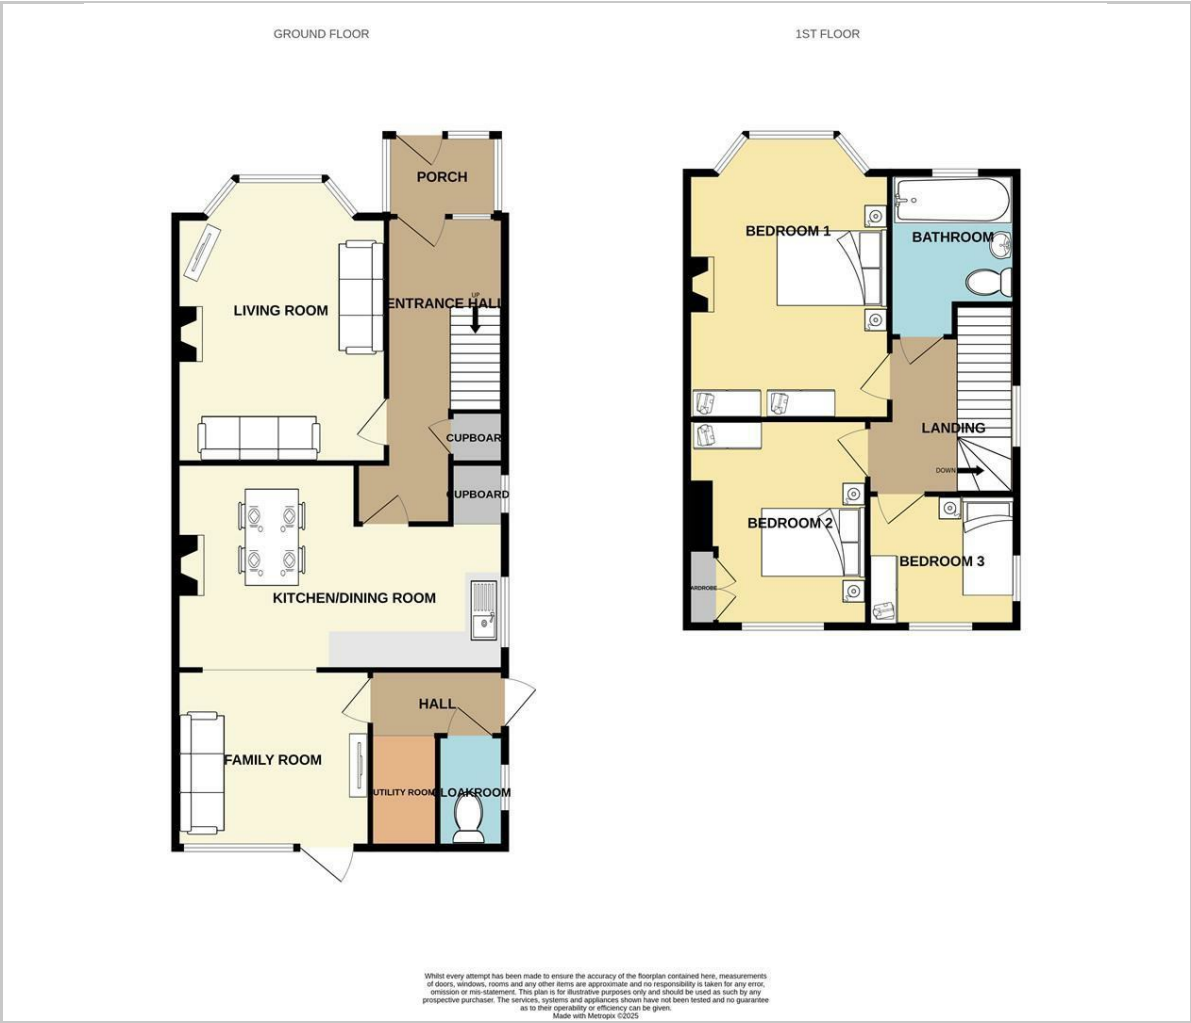 GROUND FLOOR
1ST FLOOR
PORCH
LIVING ROOM
ENTRANCE HALL
UP
CUPBOAR
CUPBOARD
KITCHEN/DINING ROOM
HALL
FAMILY ROOM
UTILITY ROOM
LOAKROOM
BEDROOM 1
BATHROOM
LANDING
DOWN
BEDROOM 2
BEDROOM 3
ARDROBE
Whilst every attempt has been made to ensure the accuracy of the floorplan contained here, measurements
of doors, windows, rooms and any other items are approximate and no responsibility is taken for any error,
omission or mis-statement. This plan is for illustrative purposes only and should be used as such by any
prospective purchaser. The services, systems and appliances shown have not been tested and no guarantee
as to their operability or efficiency can be given.
Made with Metropix ©2025